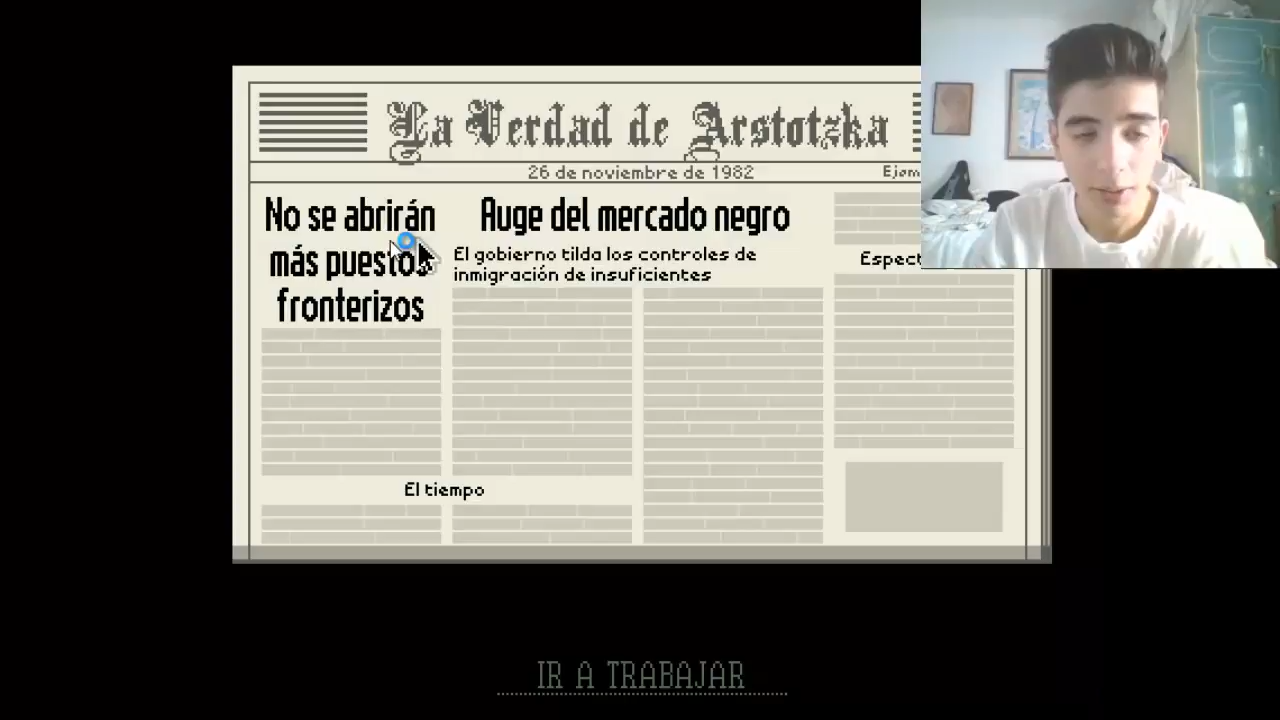 La Verdad de Arstotzka
26 de noviembre de 1982
No se abrirán
más puestos
fronterizos
Auge del mercado negro
El gobierno tilda los controles de
inmigración de insuficientes
El tiempo
IR A TRABAJAR